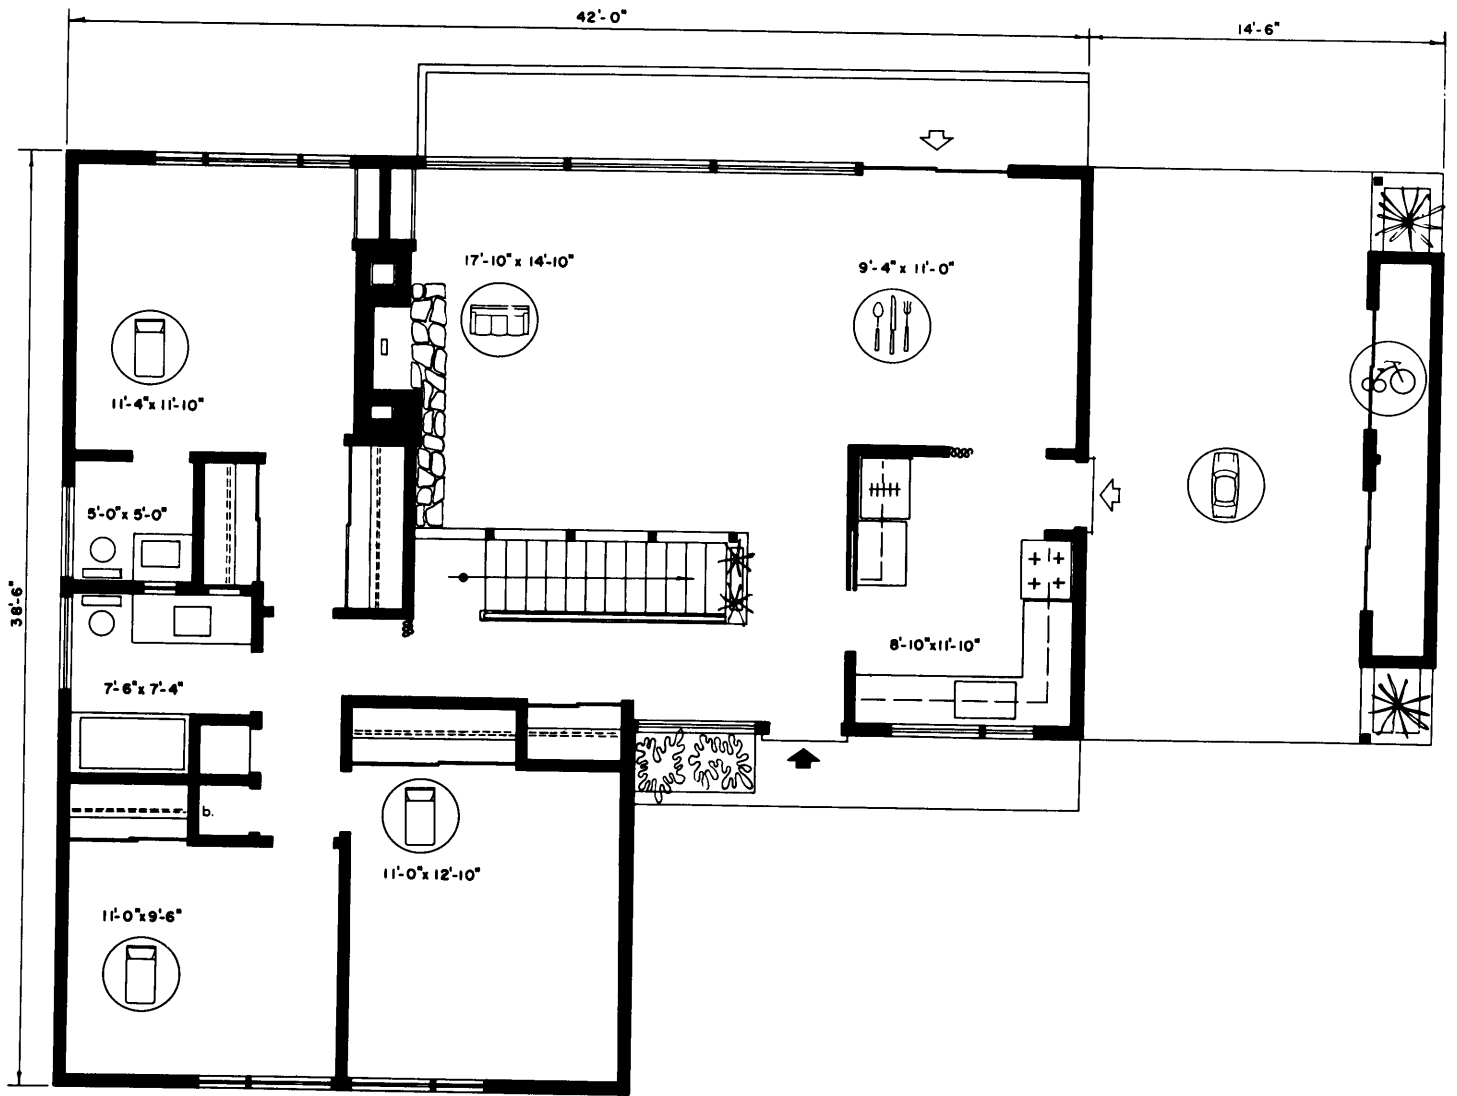 42'-0"
14'-6"
17'-10" x 14'-10"
9'-4" x 11'-0"
11'-4" x 11'-10"
5'-0" x 5'-0"
38'-6"
8'-10" x 11'-10"
7'-6" x 7'-4"
b.
11'-0" x 12'-10"
11'-0" x 9'-6"